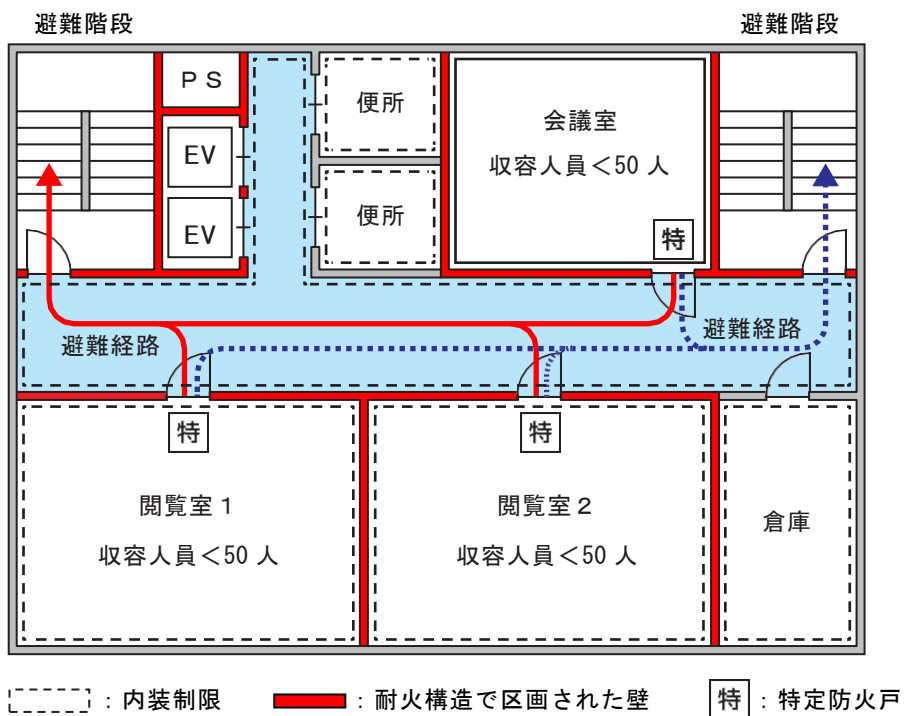 避難階段
避難階段
ＰＳ
便所
会議室
収容人員＜50 人
EV
特
便所
EV
避難経路
避難経路
特
特
閲覧室１
収容人員＜50 人
閲覧室２
収容人員＜50 人
倉庫
：内装制限
：耐火構造で区画された壁
特：特定防火戸